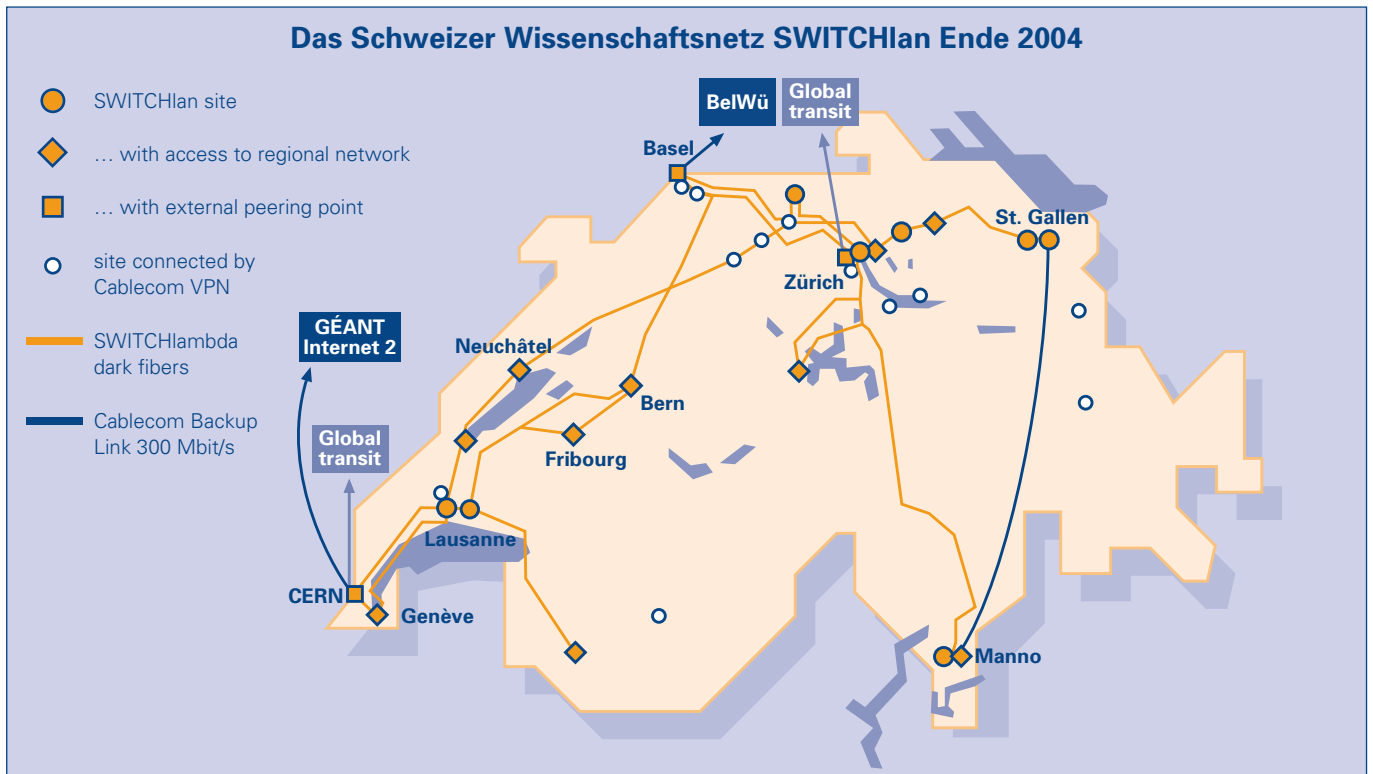 Das Schweizer Wissenschaftsnetz SWITCHlan Ende 2004
SWITCHlan site
… with access to regional network
… with external peering point
site connected by
Cablecom VPN
SWITCHlambda
dark fibers
Cablecom Backup
Link 300 Mbit/s
BelWü
Global
transit
Basel
St. Gallen
Zürich
GÉANT
Internet 2
Neuchâtel
Bern
Global
transit
Fribourg
Lausanne
CERN
Genève
Manno